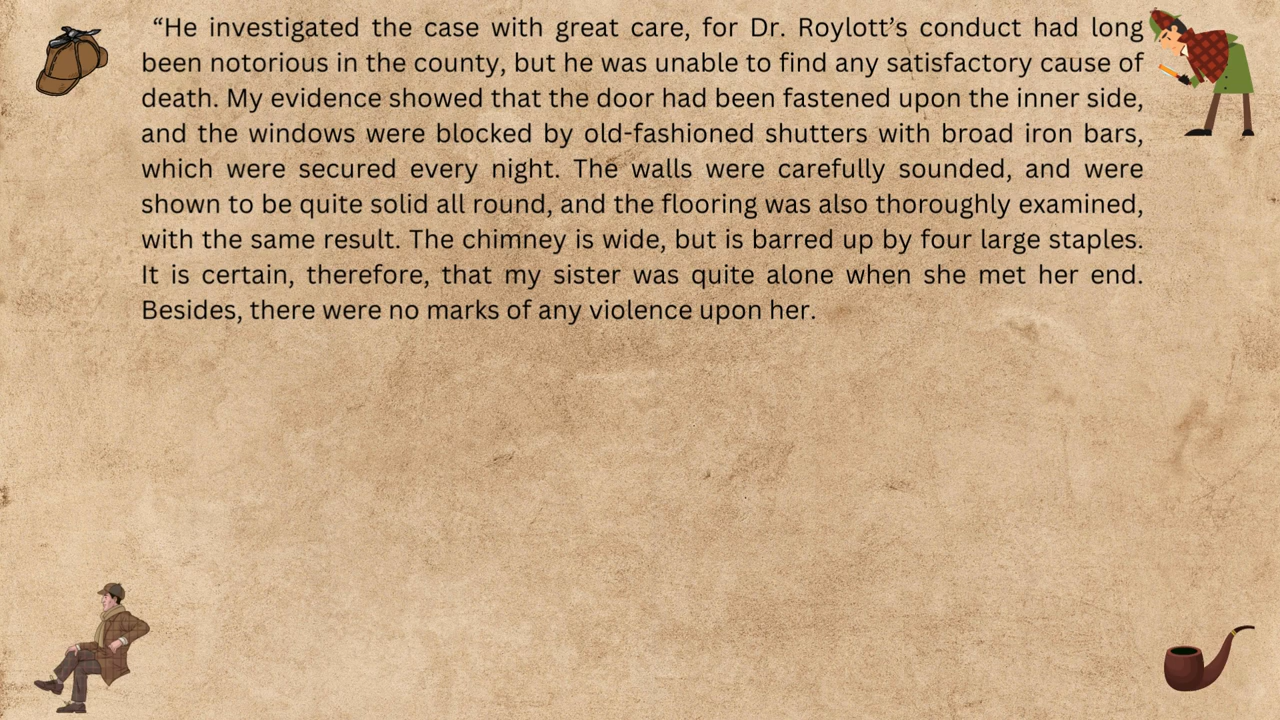 “He investigated the case with great care, for Dr. Roylott’s conduct had long
been notorious in the county, but he was unable to find any satisfactory cause of
death. My evidence showed that the door had been fastened upon the inner side,
and the windows were blocked by old-fashioned shutters with broad iron bars,
which were secured every night. The walls were carefully sounded, and were
shown to be quite solid all round, and the flooring was also thoroughly examined,
with the same result. The chimney is wide, but is barred up by four large staples.
It is certain, therefore, that my sister was quite alone when she met her end.
Besides, there were no marks of any violence upon her.